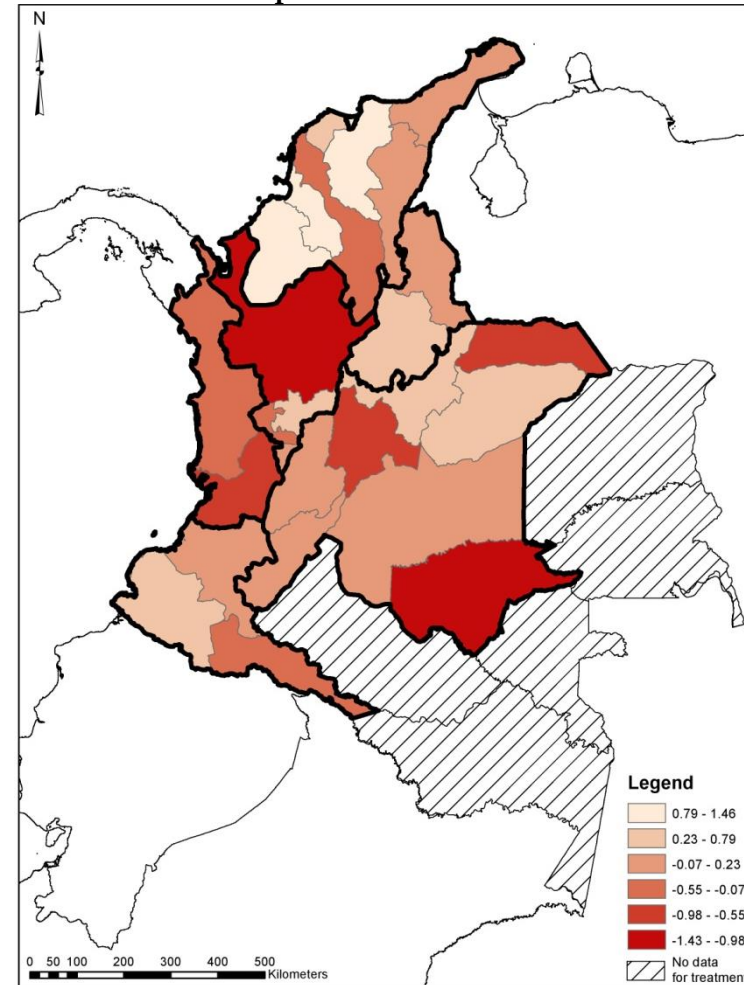 N
Legend
0.79 - 1.46
0.23 - 0.79
-0.07 - 0.23
-0.55 - -0.07
-0.98 - -0.55
-1.43 - -0.98
No data
for treatment
0 50 100 200 300 400 500
Kilometers